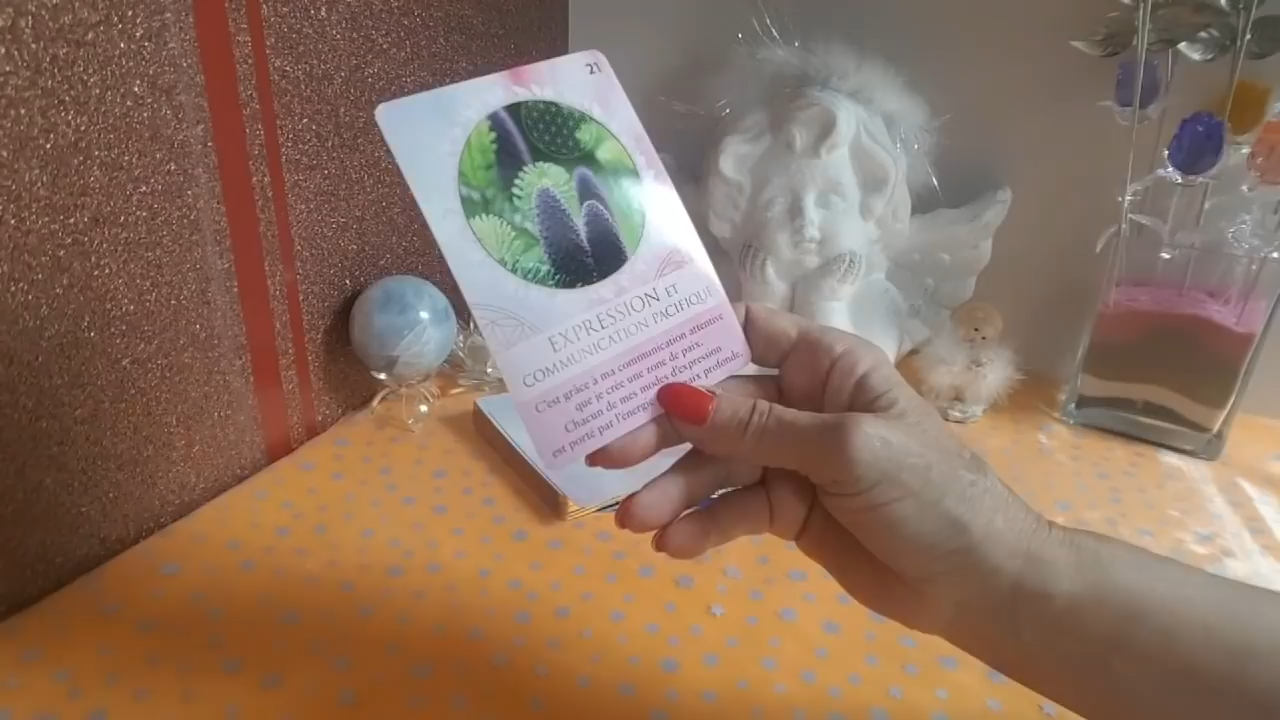 21
EXPRESSION ET
COMMUNICATION PACIFIQUE
C'est grâce à ma communication attentive
que je crée une zone de paix.
Chacun de mes modes d'expression
est porté par l'énergie paix profonde.